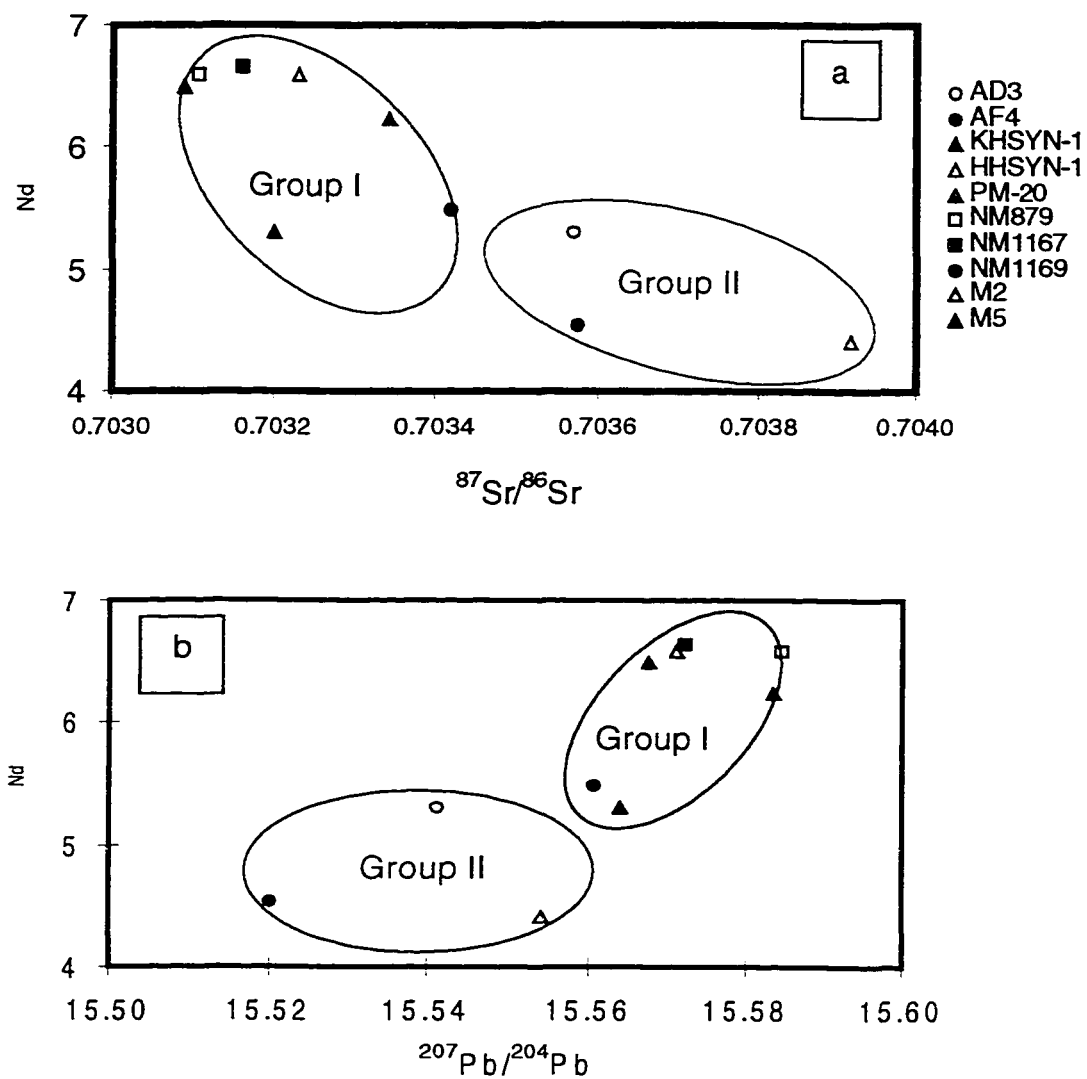 7
6
5
4
Nd
a
Group I
Group II
0.7030
0.7032
0.7034
0.7036
0.7038
0.7040
⁸⁷Sr/⁸⁶Sr
AD3
AF4
KHSYN-1
HHSYN-1
PM-20
NM879
NM1167
NM1169
M2
M5
7
6
5
4
Nd
b
Group I
Group II
15.50
15.52
15.54
15.56
15.58
15.60
²⁰⁷Pb/²⁰⁴Pb